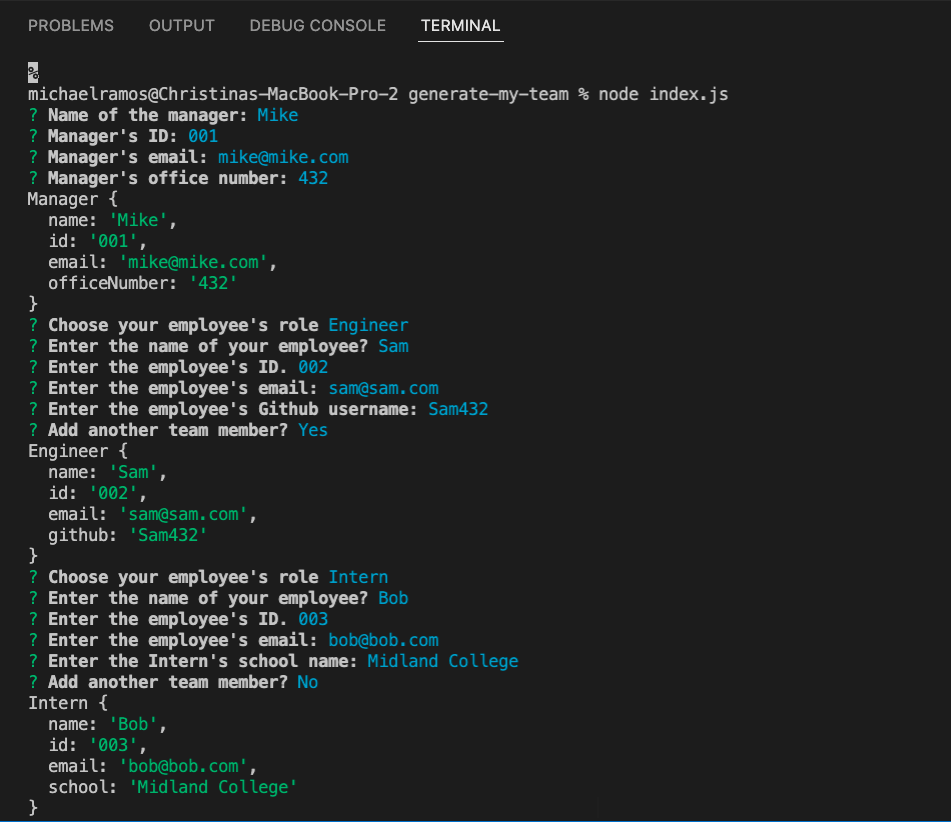 PROBLEMS OUTPUT DEBUG CONSOLE TERMINAL
%
michaelramos@Christinas-MacBook-Pro-2 generate-my-team % node index.js
? Name of the manager: Mike
? Manager's ID: 001
? Manager's email: mike@mike.com
? Manager's office number: 432
Manager {
  name: 'Mike',
  id: '001',
  email: 'mike@mike.com',
  officeNumber: '432'
}
? Choose your employee's role Engineer
? Enter the name of your employee? Sam
? Enter the employee's ID. 002
? Enter the employee's email: sam@sam.com
? Enter the employee's Github username: Sam432
? Add another team member? Yes
Engineer {
  name: 'Sam',
  id: '002',
  email: 'sam@sam.com',
  github: 'Sam432'
}
? Choose your employee's role Intern
? Enter the name of your employee? Bob
? Enter the employee's ID. 003
? Enter the employee's email: bob@bob.com
? Enter the Intern's school name: Midland College
? Add another team member? No
Intern {
  name: 'Bob',
  id: '003',
  email: 'bob@bob.com',
  school: 'Midland College'
}